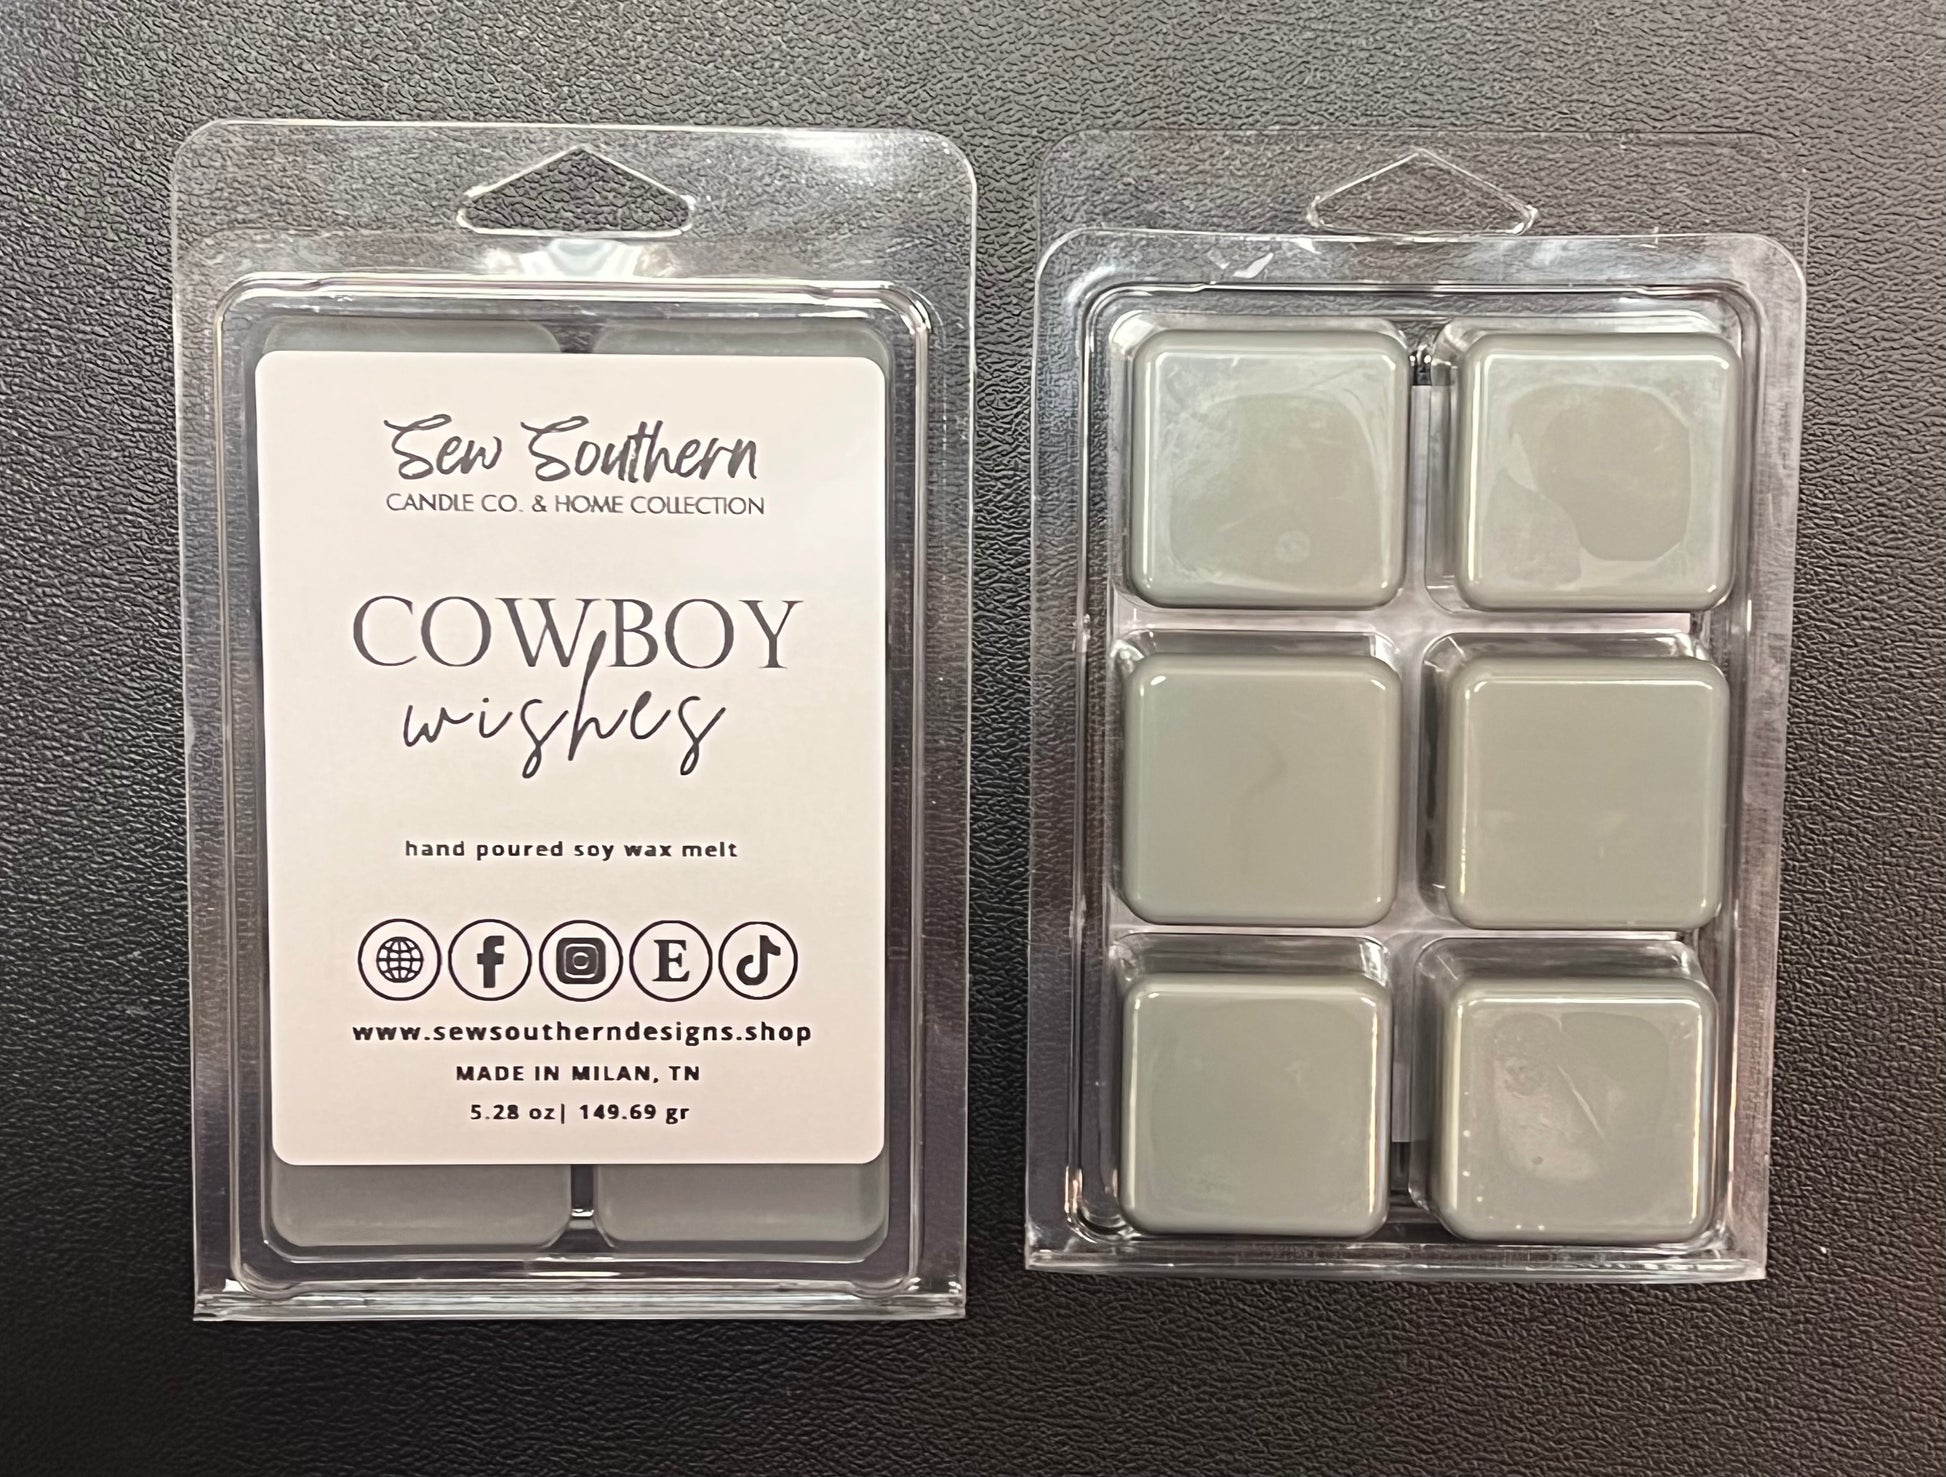 Sew Southern
CANDLE CO. & HOME COLLECTION
COWBOY
wishes
hand poured soy wax melt
f E
www.sewsoutherndesigns.shop
MADE IN MILAN, TN
5.28 oz| 149.69 gr